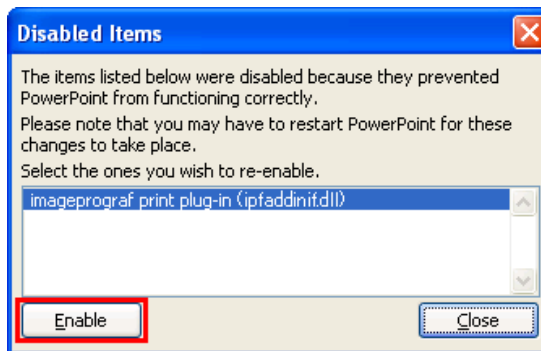 Disabled Items
The items listed below were disabled because they prevented
PowerPoint from functioning correctly.
Please note that you may have to restart PowerPoint for these
changes to take place.
Select the ones you wish to re-enable.
imageprograf print plug-in (ipfaddinif.dll)
Enable
Close